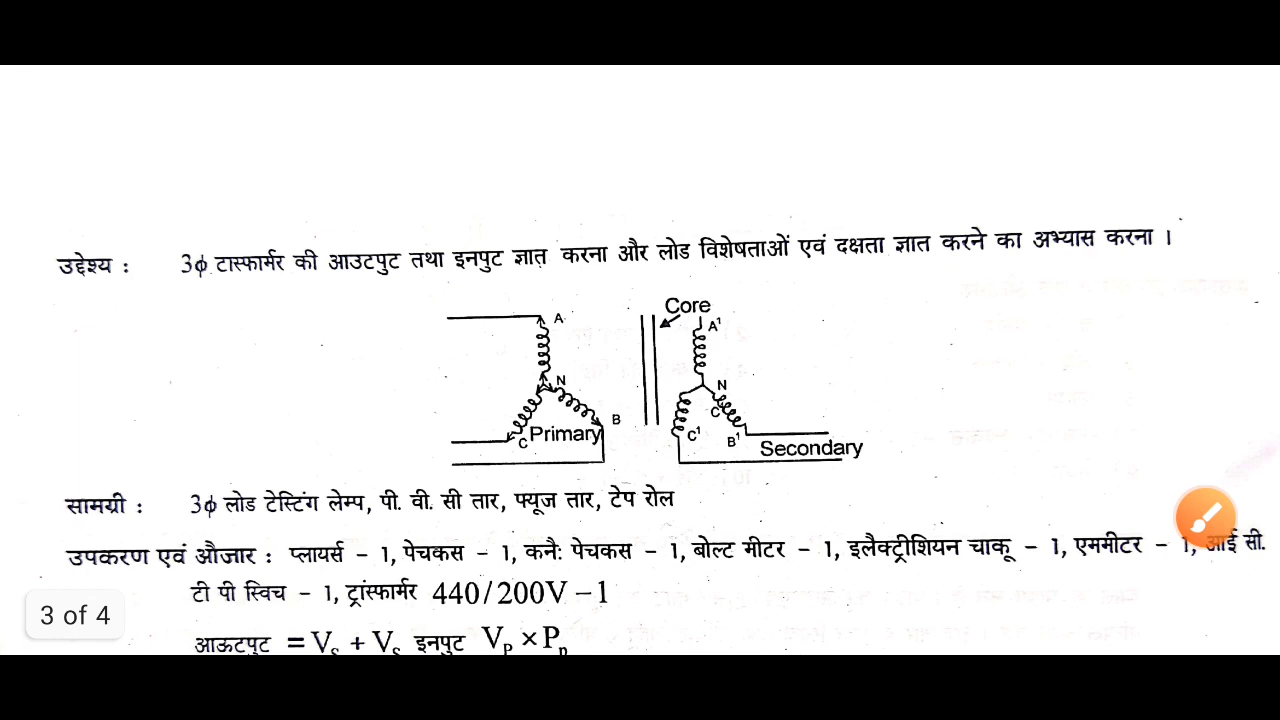 उद्देश्य : 3ϕ टास्फार्मर की आउटपुट तथा इनपुट ज्ञात करना और लोड विशेषताओं एवं दक्षता ज्ञात करने का अभ्यास करना ।
Core
A A¹
N N
C
B
C Primary C¹ B¹
Secondary
सामग्री : 3ϕ लोड टेस्टिंग लेम्प, पी. वी. सी तार, फ्यूज तार, टेप रोल
उपकरण एवं औजार : प्लायर्स - 1, पेचकस - 1, कनै: पेचकस - 1, बोल्ट मीटर - 1, इलैक्ट्रीशियन चाकू - 1, एममीटर - 1, आई सी.
टी पी स्विच - 1, ट्रांस्फार्मर 440/200V – 1
3 of 4
आऊटपुट = Vs + Vs इनपुट VP × Pp